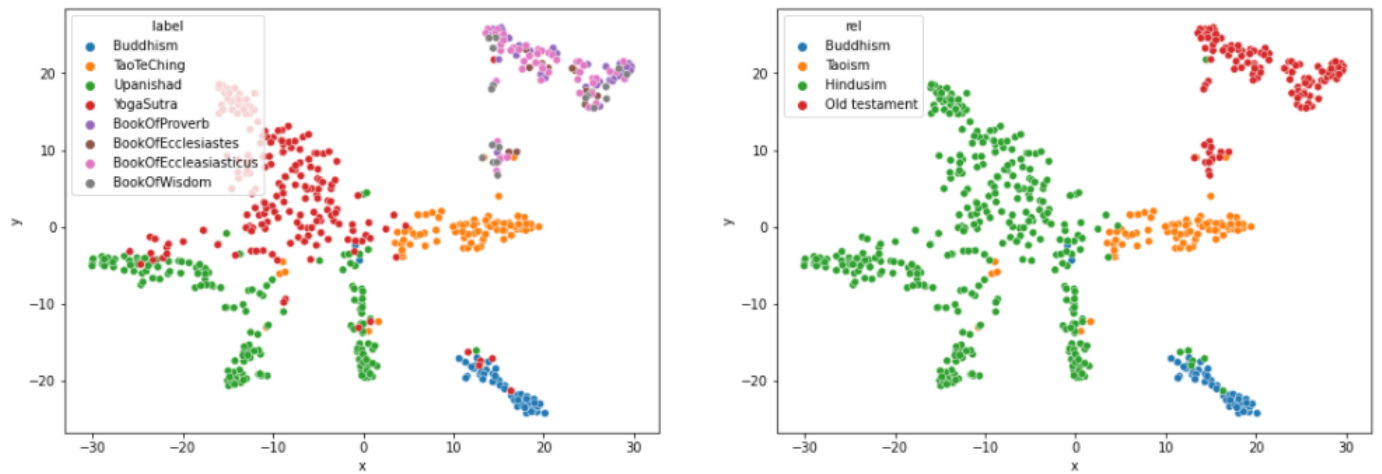 label
Buddhism
TaoTeChing
Upanishad
YogaSutra
BookOfProverb
BookOfEcclesiastes
BookOfEccleasiasticus
BookOfWisdom
y
20
10
0
−10
−20
−30
−20
−10
0
10
20
30
x
rel
Buddhism
Taoism
Hindusim
Old testament
y
20
10
0
−10
−20
−30
−20
−10
0
10
20
30
x